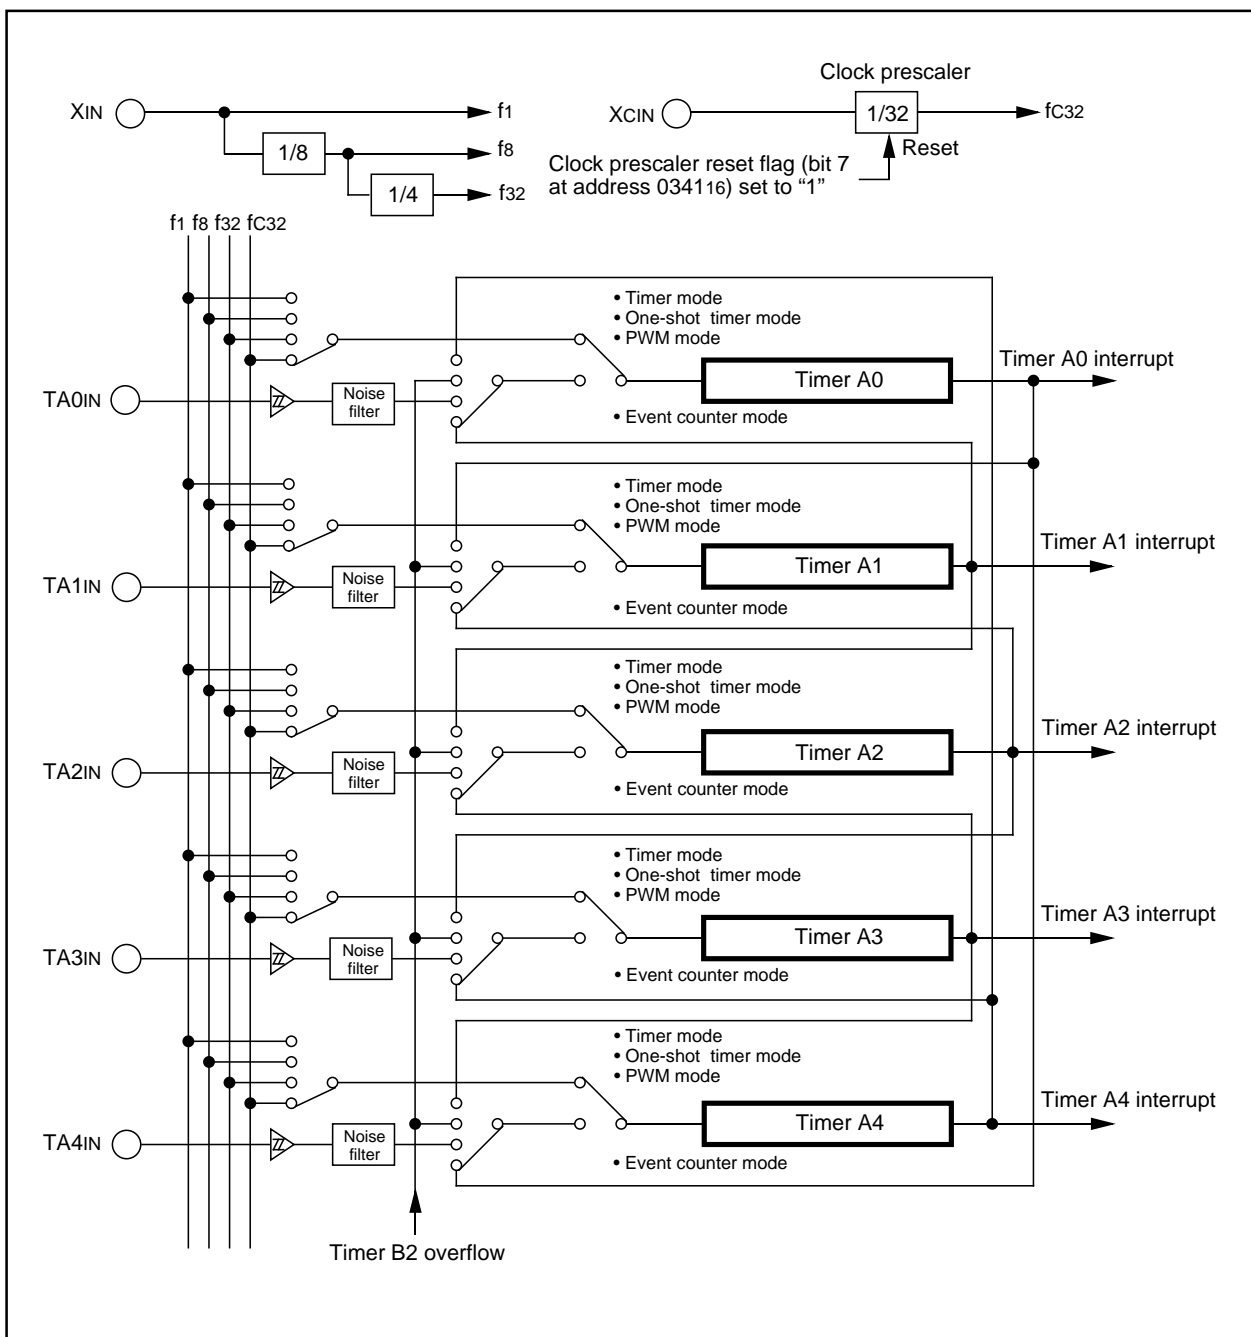 Clock prescaler
XIN
f1
XCIN
1/32
fC32
1/8
f8
Reset
Clock prescaler reset flag (bit 7
at address 034116) set to “1”
1/4
f32
f1 f8 f32 fC32
• Timer mode
• One-shot timer mode
• PWM mode
Timer A0 interrupt
Timer A0
TA0IN
Noise
filter
• Event counter mode
• Timer mode
• One-shot timer mode
• PWM mode
Timer A1 interrupt
Timer A1
TA1IN
Noise
filter
• Event counter mode
• Timer mode
• One-shot timer mode
• PWM mode
Timer A2 interrupt
Timer A2
TA2IN
Noise
filter
• Event counter mode
• Timer mode
• One-shot timer mode
• PWM mode
Timer A3 interrupt
Timer A3
TA3IN
Noise
filter
• Event counter mode
• Timer mode
• One-shot timer mode
• PWM mode
Timer A4 interrupt
Timer A4
TA4IN
Noise
filter
• Event counter mode
Timer B2 overflow